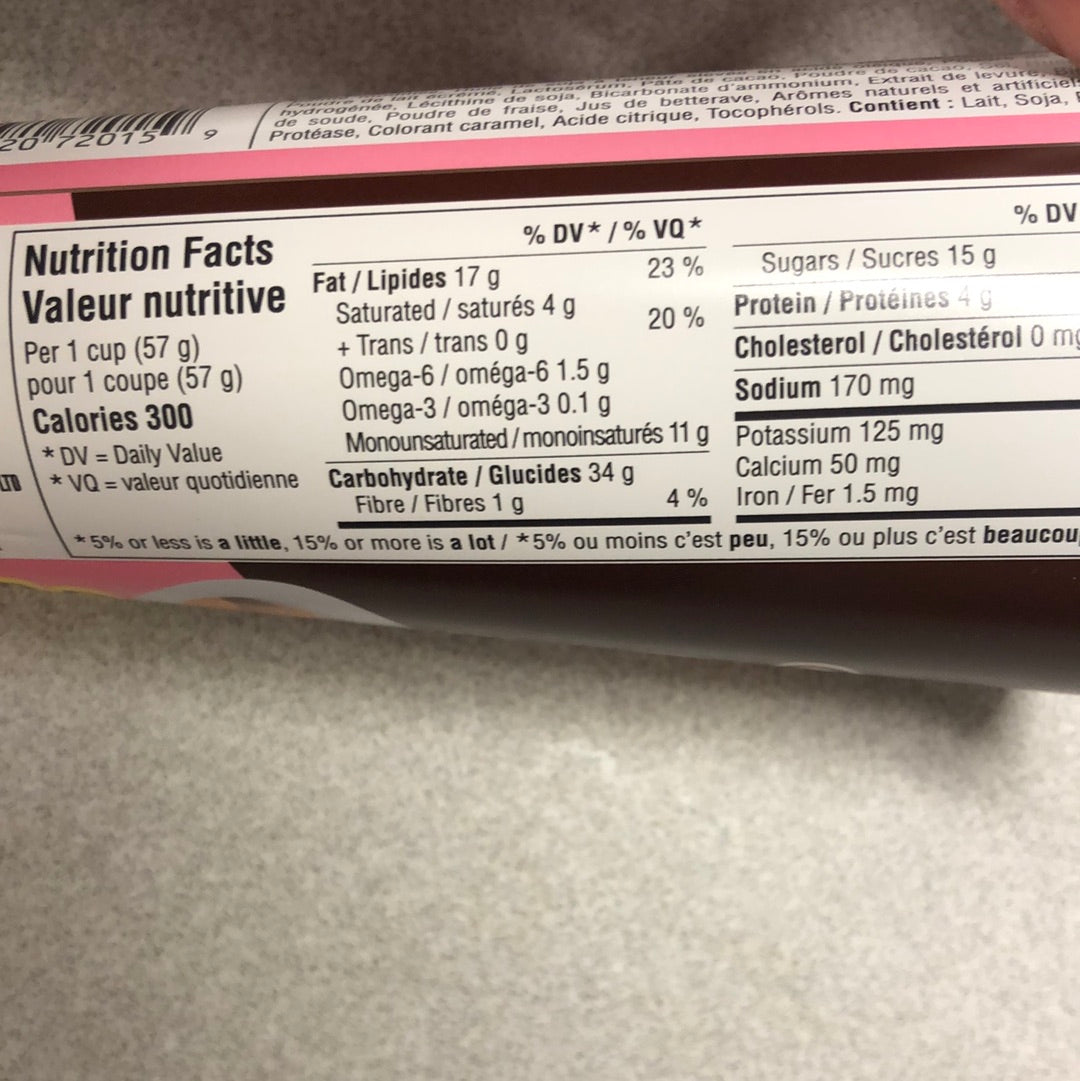 hydrogénée, Lécithine de soja, Bicarbonate d'ammonium, Extrait de levure,
de soude, Poudre de fraise, Jus de betterave, Arômes naturels et artificiel
Protéase, Colorant caramel, Acide citrique, Tocophérols. Contient : Lait, Soja,
20 72015 9
LTD
Nutrition Facts
Valeur nutritive
Per 1 cup (57 g)
pour 1 coupe (57 g)
Calories 300
* DV = Daily Value
* VQ = valeur quotidienne
% DV* / % VQ*
Fat / Lipides 17 g 23 %
Saturated / saturés 4 g
+ Trans / trans 0 g 20 %
Omega-6 / oméga-6 1.5 g
Omega-3 / oméga-3 0.1 g
Monounsaturated / monoinsaturés 11 g
Carbohydrate / Glucides 34 g
Fibre / Fibres 1 g 4 %
% DV
Sugars / Sucres 15 g
Protein / Protéines 4 g
Cholesterol / Cholestérol 0 mg
Sodium 170 mg
Potassium 125 mg
Calcium 50 mg
Iron / Fer 1.5 mg
* 5% or less is a little, 15% or more is a lot / *5% ou moins c'est peu, 15% ou plus c'est beaucou